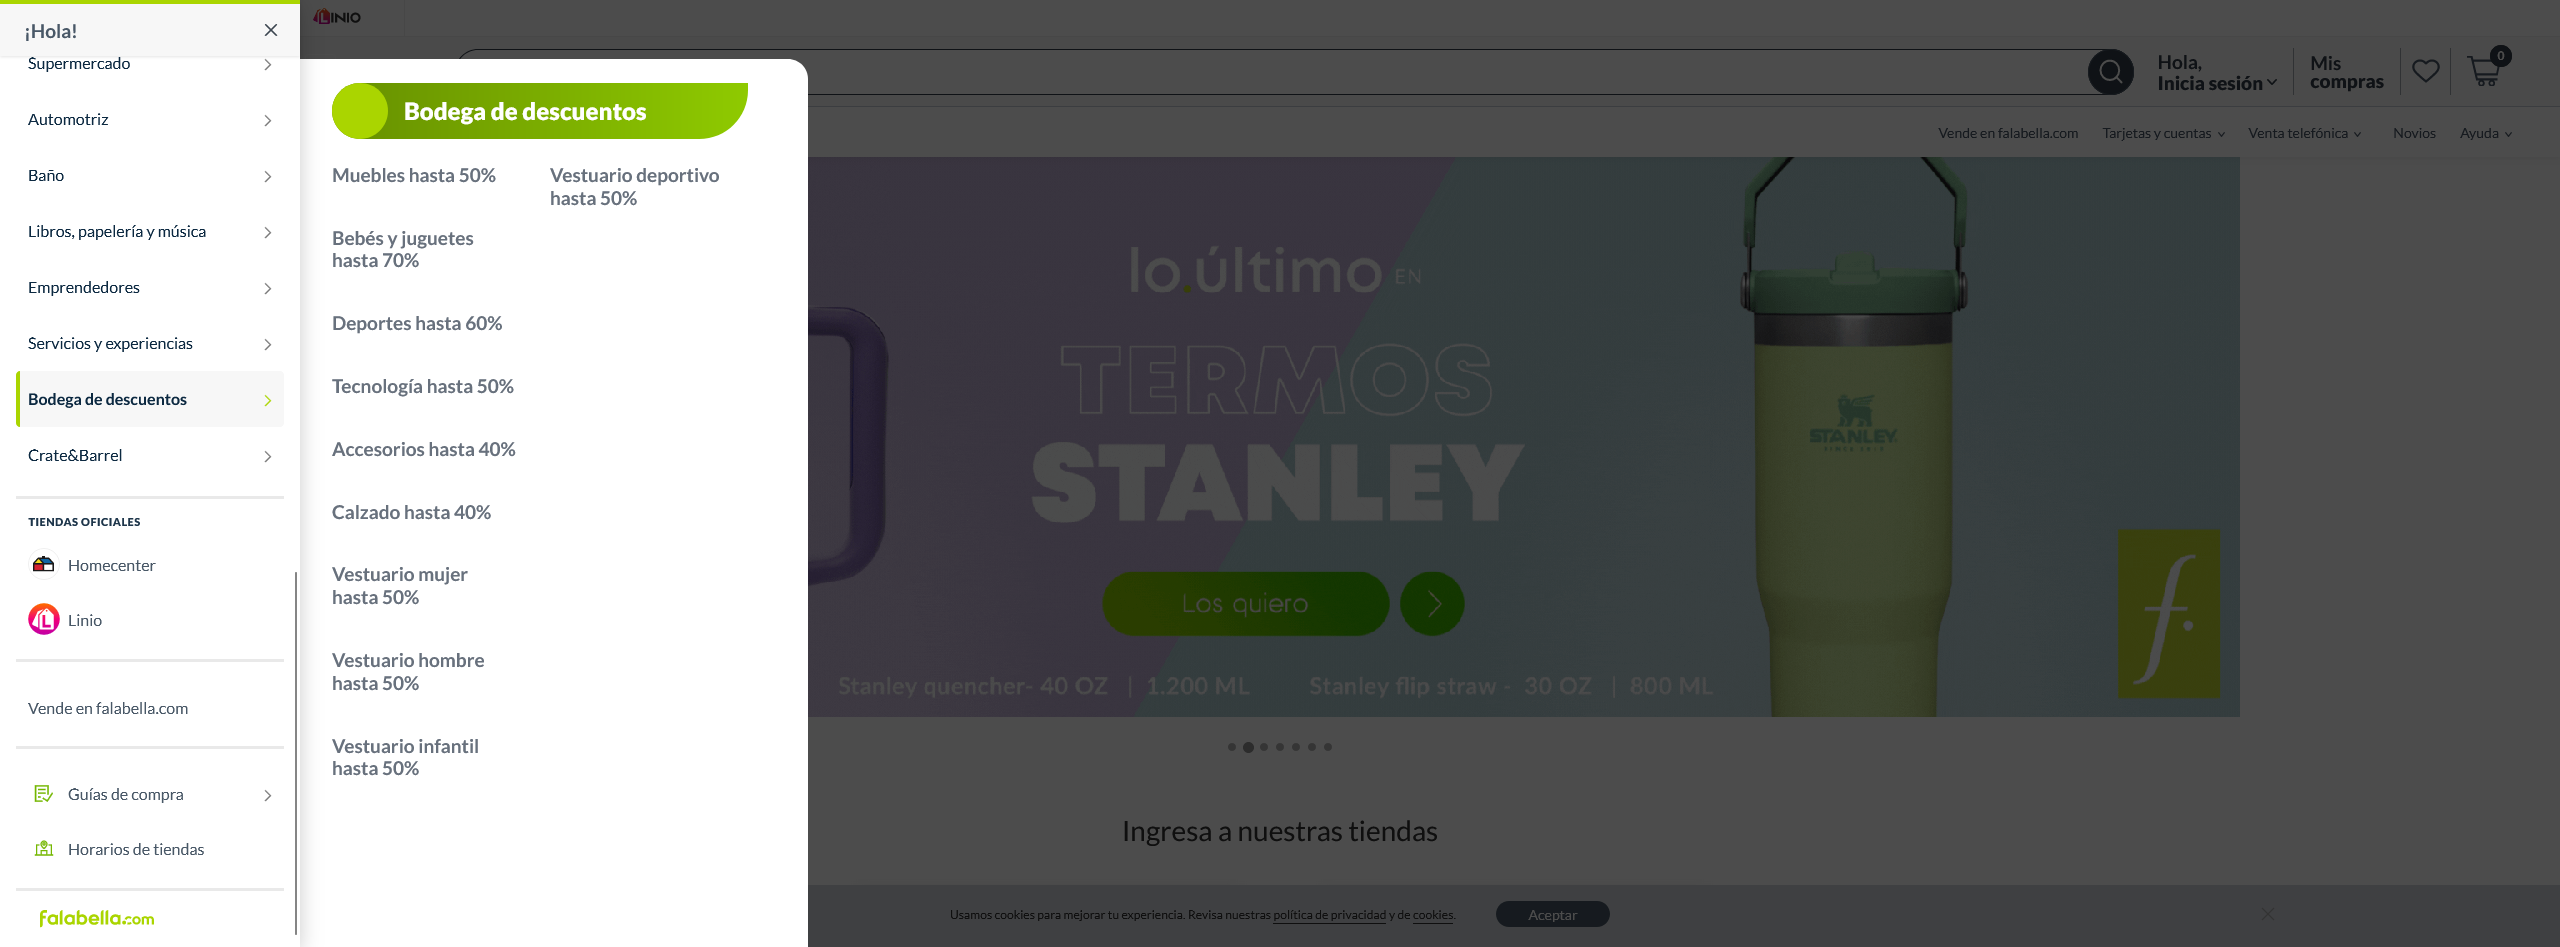 ¡Hola!
Supermercado
Automotriz
Baño
Libros, papelería y música
Emprendedores
Servicios y experiencias
Bodega de descuentos
Crate&Barrel
TIENDAS OFICIALES
Homecenter
Linio
Vende en falabella.com
Guías de compra
Horarios de tiendas
falabella.com
Bodega de descuentos
Muebles hasta 50%
Bebés y juguetes
hasta 70%
Deportes hasta 60%
Tecnología hasta 50%
Accesorios hasta 40%
Calzado hasta 40%
Vestuario mujer
hasta 50%
Vestuario hombre
hasta 50%
Vestuario infantil
hasta 50%
Vestuario deportivo
hasta 50%
LINIO
Hola,
Inicia sesión
Mis
compras
0
Vende en falabella.com
Tarjetas y cuentas
Venta telefónica
Novios
Ayuda
lo.último EN
TERMOS
STANLEY
Los quiero
Stanley quencher- 40 OZ | 1.200 ML
Stanley flip straw - 30 OZ | 800 ML
STANLEY
SINCE 1913
f.
Ingresa a nuestras tiendas
Usamos cookies para mejorar tu experiencia. Revisa nuestras política de privacidad y de cookies.
Aceptar